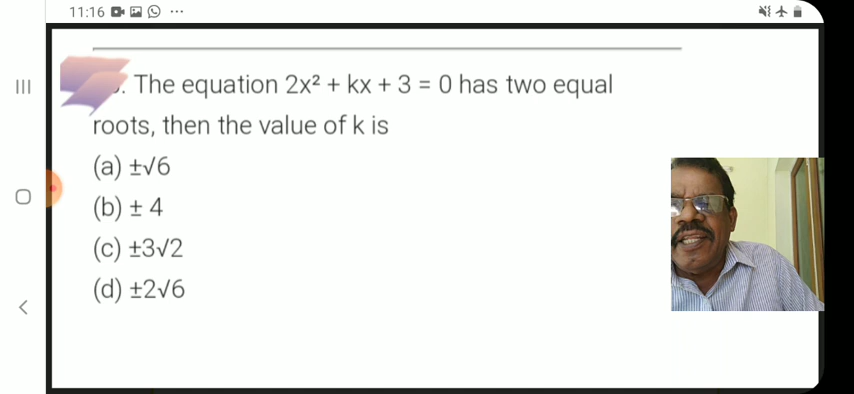 11:16
. The equation 2x² + kx + 3 = 0 has two equal
roots, then the value of k is
(a) ±√6
(b) ± 4
(c) ±3√2
(d) ±2√6